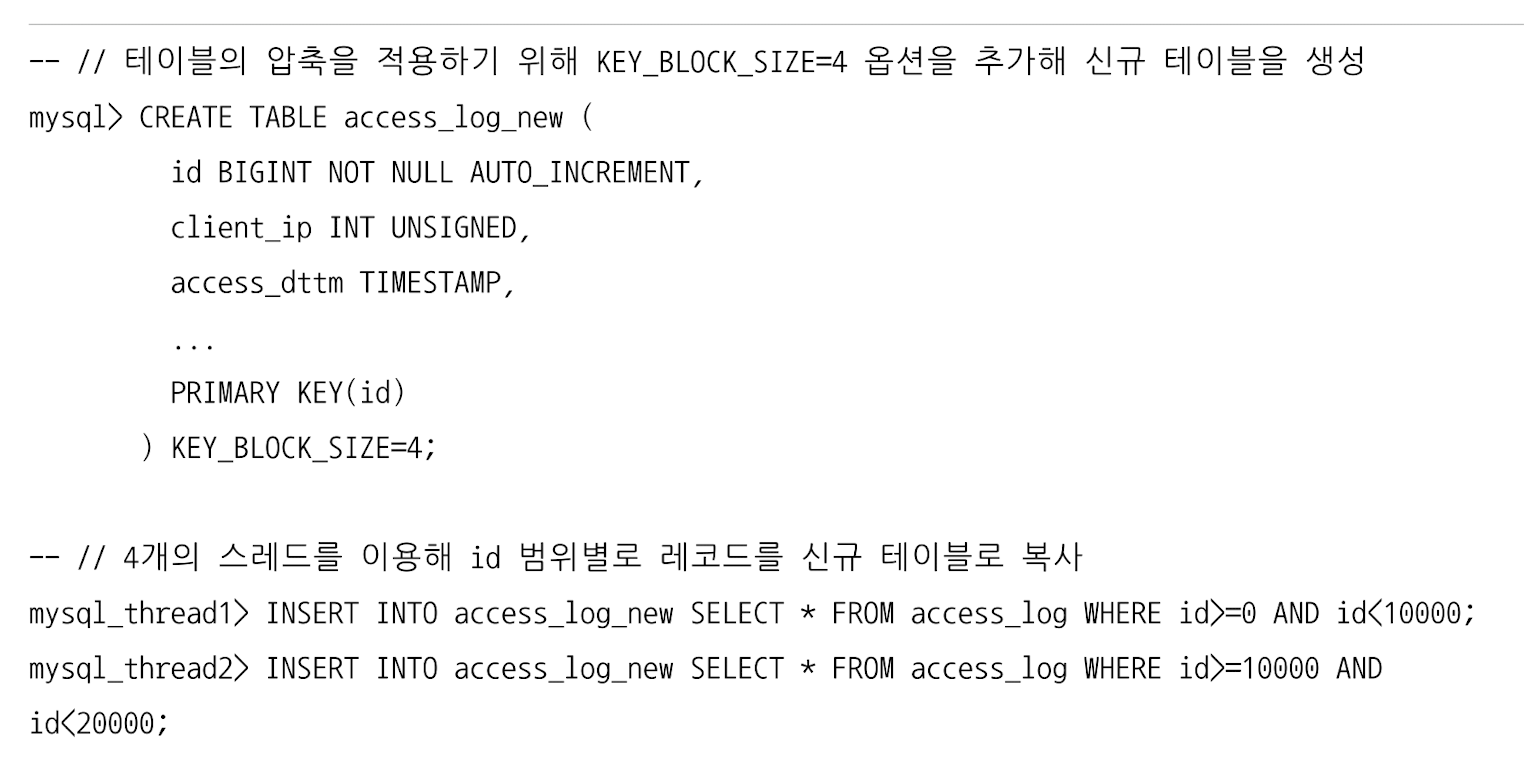 -- // 테이블의 압축을 적용하기 위해 KEY_BLOCK_SIZE=4 옵션을 추가해 신규 테이블을 생성
mysql> CREATE TABLE access_log_new (
id BIGINT NOT NULL AUTO_INCREMENT,
client_ip INT UNSIGNED,
access_dttm TIMESTAMP,
...
PRIMARY KEY(id)
) KEY_BLOCK_SIZE=4;
-- // 4개의 스레드를 이용해 id 범위별로 레코드를 신규 테이블로 복사
mysql_thread1> INSERT INTO access_log_new SELECT * FROM access_log WHERE id>=0 AND id<10000;
mysql_thread2> INSERT INTO access_log_new SELECT * FROM access_log WHERE id>=10000 AND
id<20000;